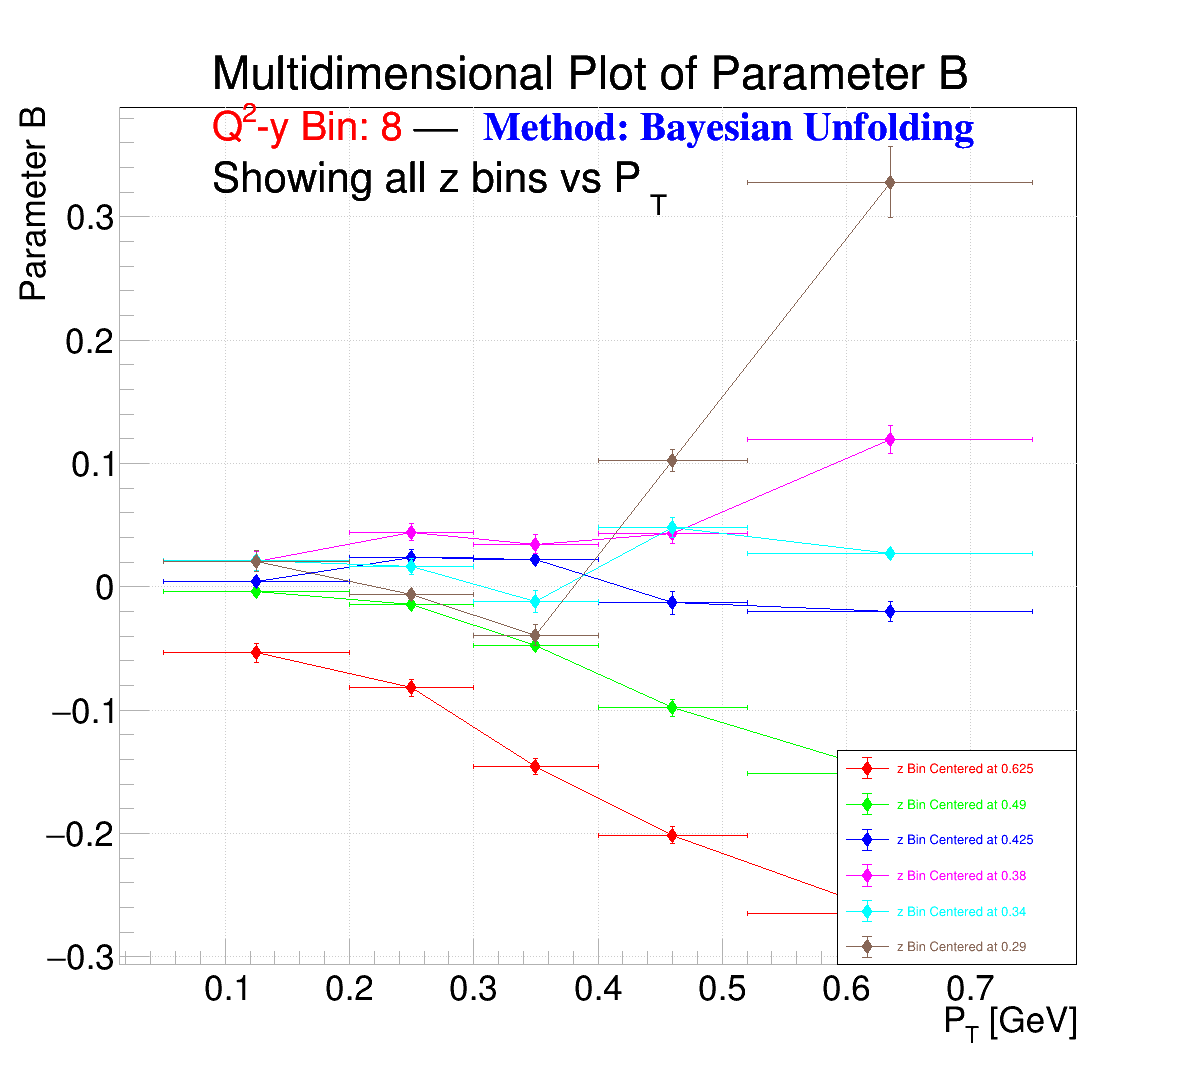 Multidimensional Plot of Parameter B
Q2-y Bin: 8 — Method: Bayesian Unfolding
Showing all z bins vs PT
Parameter B
0.3
0.2
0.1
0
−0.1
−0.2
−0.3
z Bin Centered at 0.625
z Bin Centered at 0.49
z Bin Centered at 0.425
z Bin Centered at 0.38
z Bin Centered at 0.34
z Bin Centered at 0.29
0.1 0.2 0.3 0.4 0.5 0.6 0.7
PT [GeV]